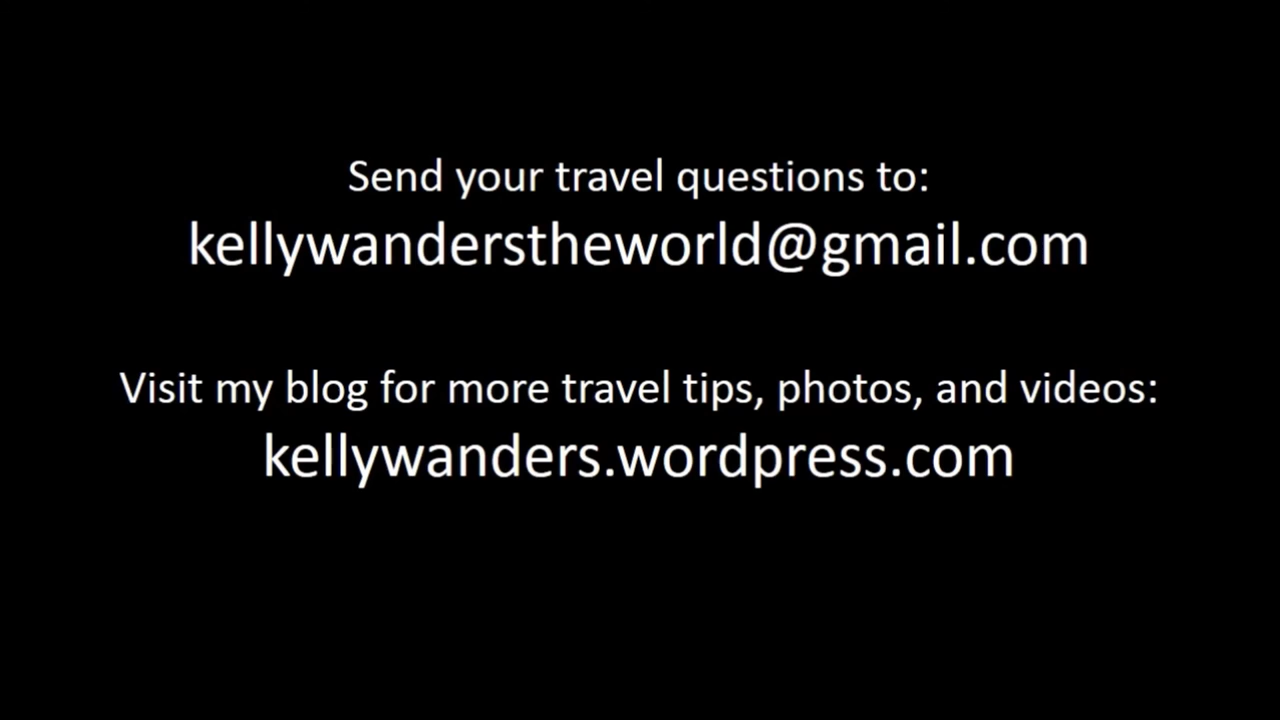 Send your travel questions to:
kellywanderstheworld@gmail.com
Visit my blog for more travel tips, photos, and videos:
kellywanders.wordpress.com